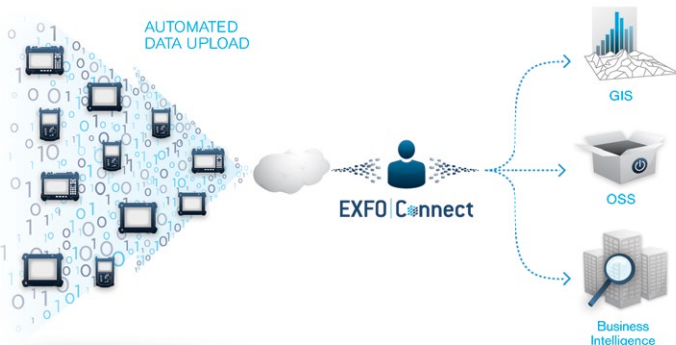 AUTOMATED
DATA UPLOAD
GIS
EXFO|Connect
OSS
Business
Intelligence